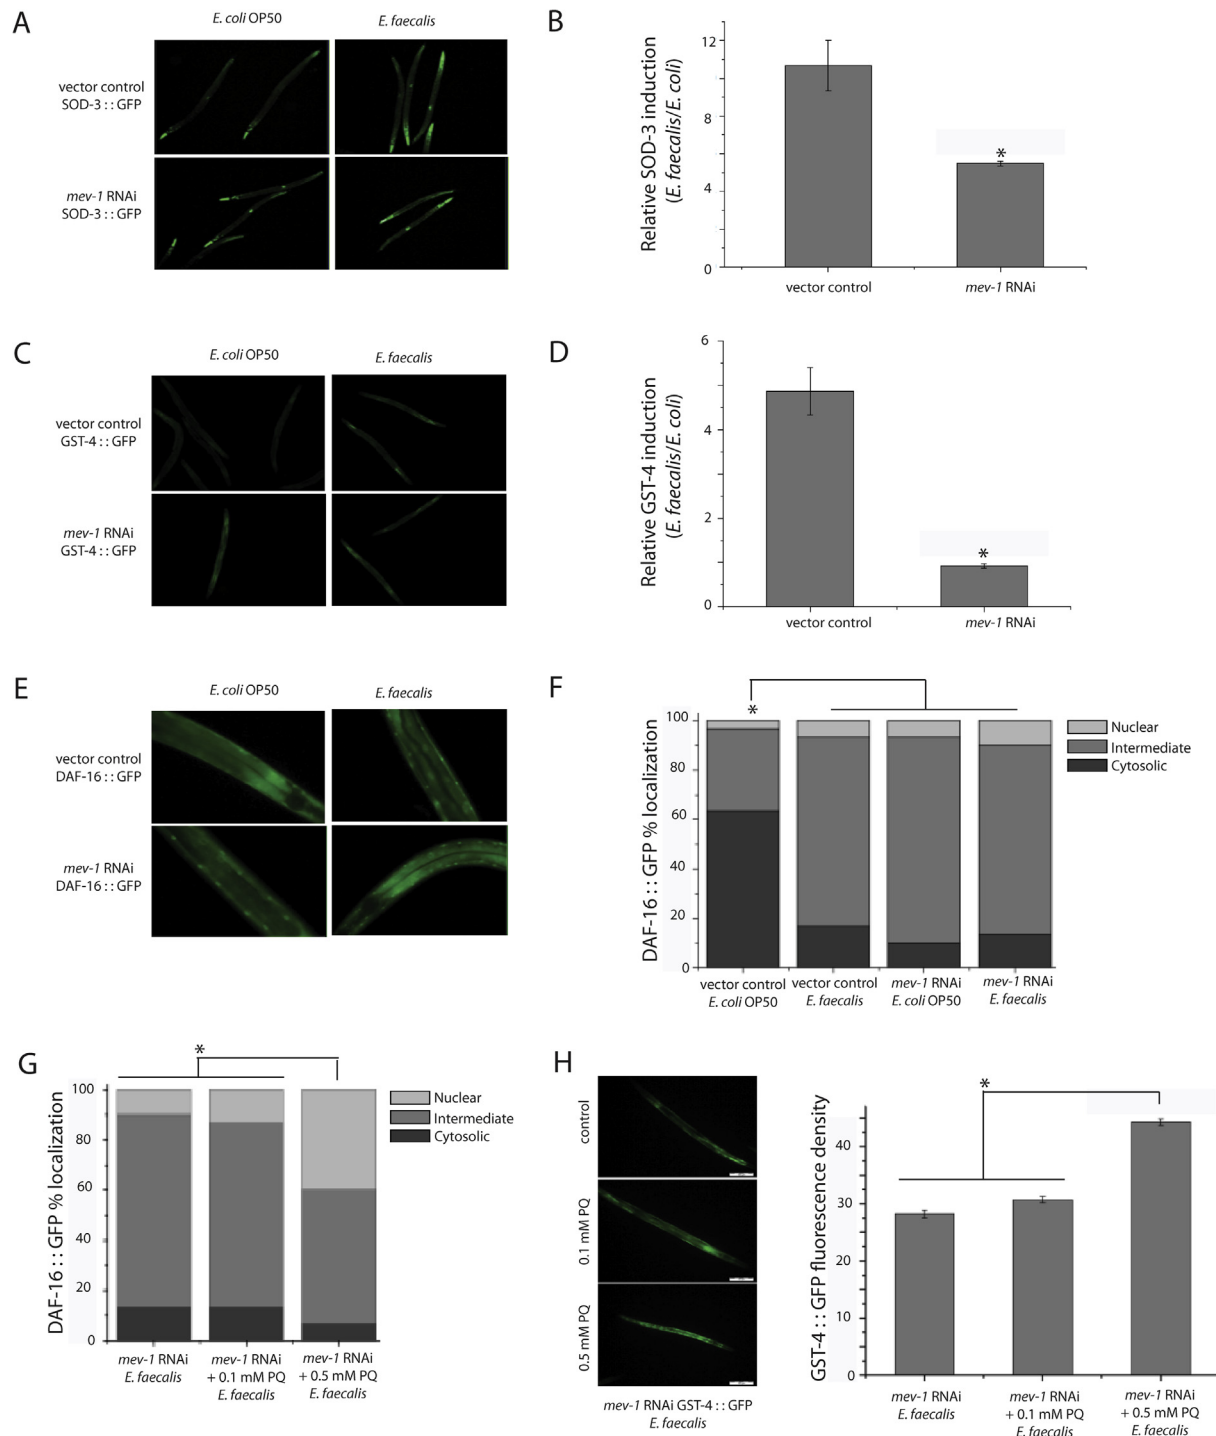 A
E. coli OP50
E. faecalis
vector control
SOD-3 : : GFP
mev-1 RNAi
SOD-3 : : GFP
B
Relative SOD-3 induction
(E. faecalis/E. coli)
12
8
4
0
vector control
mev-1 RNAi
*
C
E. coli OP50
E. faecalis
vector control
GST-4 : : GFP
mev-1 RNAi
GST-4 : : GFP
D
Relative GST-4 induction
(E. faecalis/E. coli)
6
4
2
0
vector control
mev-1 RNAi
*
E
E. coli OP50
E. faecalis
vector control
DAF-16 : : GFP
mev-1 RNAi
DAF-16 : : GFP
F
DAF-16 : : GFP % localization
100
80
60
40
20
0
*
Nuclear
Intermediate
Cytosolic
vector control
E. coli OP50
vector control
E. faecalis
mev-1 RNAi
E. coli OP50
mev-1 RNAi
E. faecalis
G
DAF-16 : : GFP % localization
100
80
60
40
20
0
*
Nuclear
Intermediate
Cytosolic
mev-1 RNAi
E. faecalis
mev-1 RNAi
+ 0.1 mM PQ
E. faecalis
mev-1 RNAi
+ 0.5 mM PQ
E. faecalis
H
control
0.1 mM PQ
0.5 mM PQ
mev-1 RNAi GST-4 : : GFP
E. faecalis
GST-4 : : GFP fluorescence density
40
30
20
10
0
*
mev-1 RNAi
E. faecalis
mev-1 RNAi
+ 0.1 mM PQ
E. faecalis
mev-1 RNAi
+ 0.5 mM PQ
E. faecalis